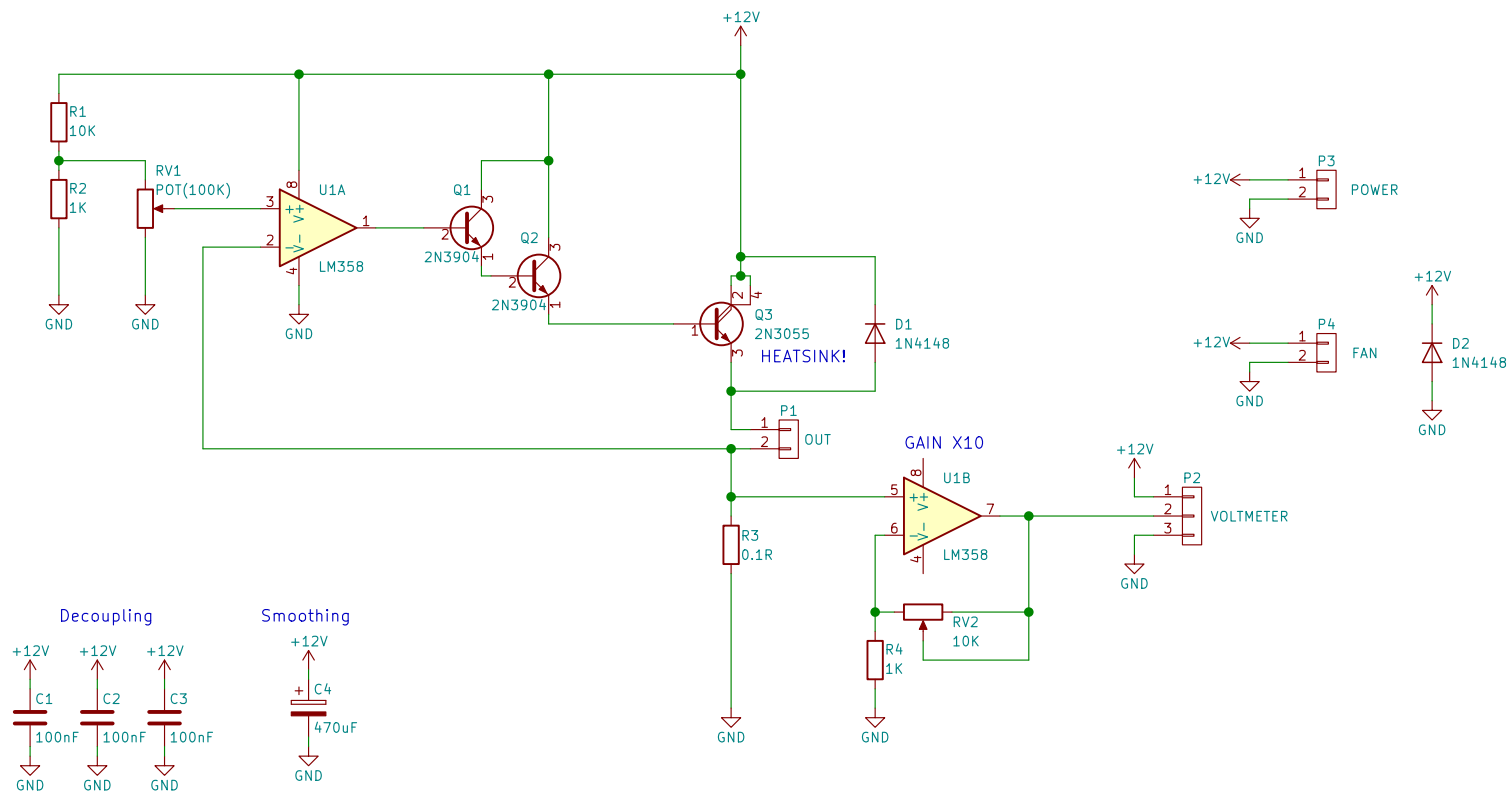 +12V
R1
10K
R2
1K
GND
RV1
POT(100K)
GND
3
2
8
4
++
V+
V-
1
U1A
LM358
GND
Q1
3
2
1
2N3904
Q2
3
2
1
2N3904
2
4
1
3
Q3
2N3055
HEATSINK!
D1
1N4148
P1
1
2
OUT
GAIN X10
5
6
8
4
++
V+
V-
7
U1B
LM358
R3
0.1R
GND
RV2
10K
R4
1K
GND
+12V
P2
1
2
3
VOLTMETER
GND
P3
+12V
1
2
POWER
GND
P4
+12V
1
2
FAN
GND
+12V
D2
1N4148
GND
Decoupling
+12V
C1
100nF
GND
+12V
C2
100nF
GND
+12V
C3
100nF
GND
Smoothing
+12V
+
C4
470uF
GND